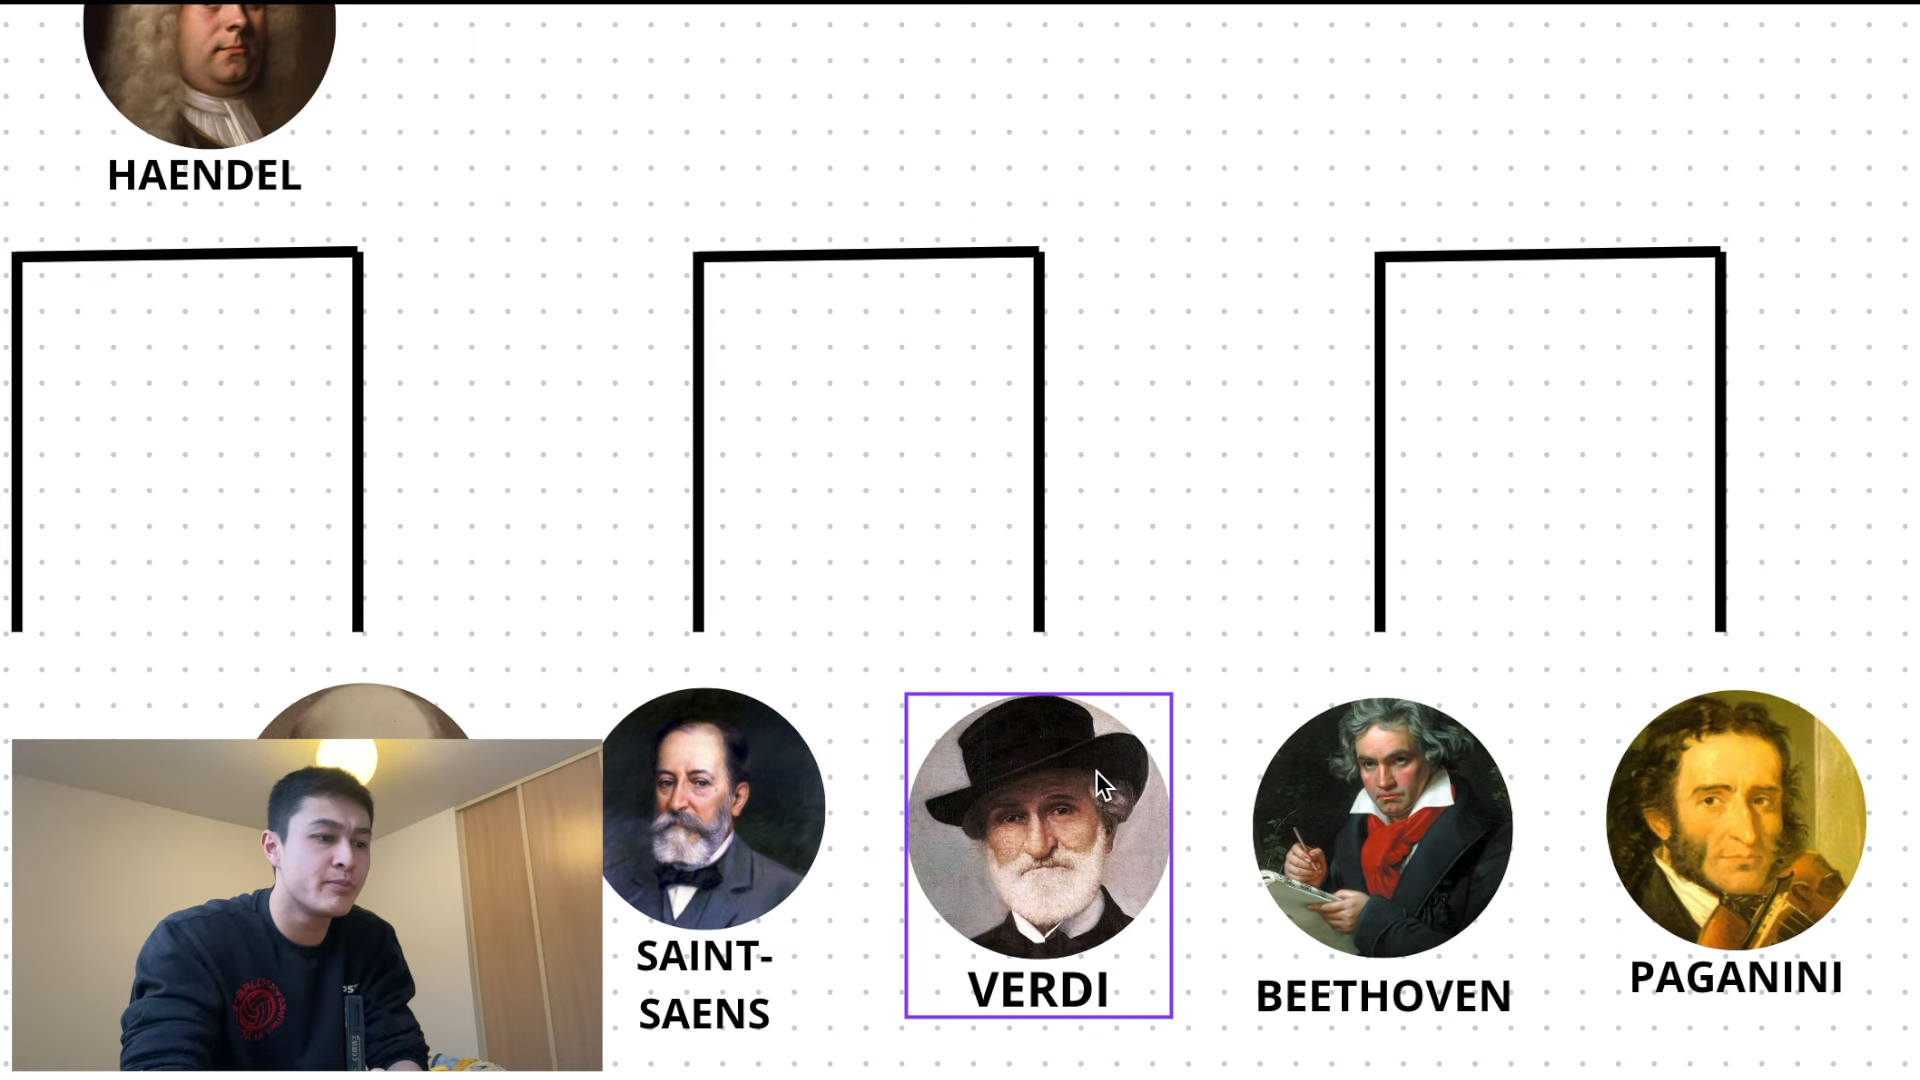 HAENDEL
SAINT-
SAENS
VERDI
BEETHOVEN
PAGANINI